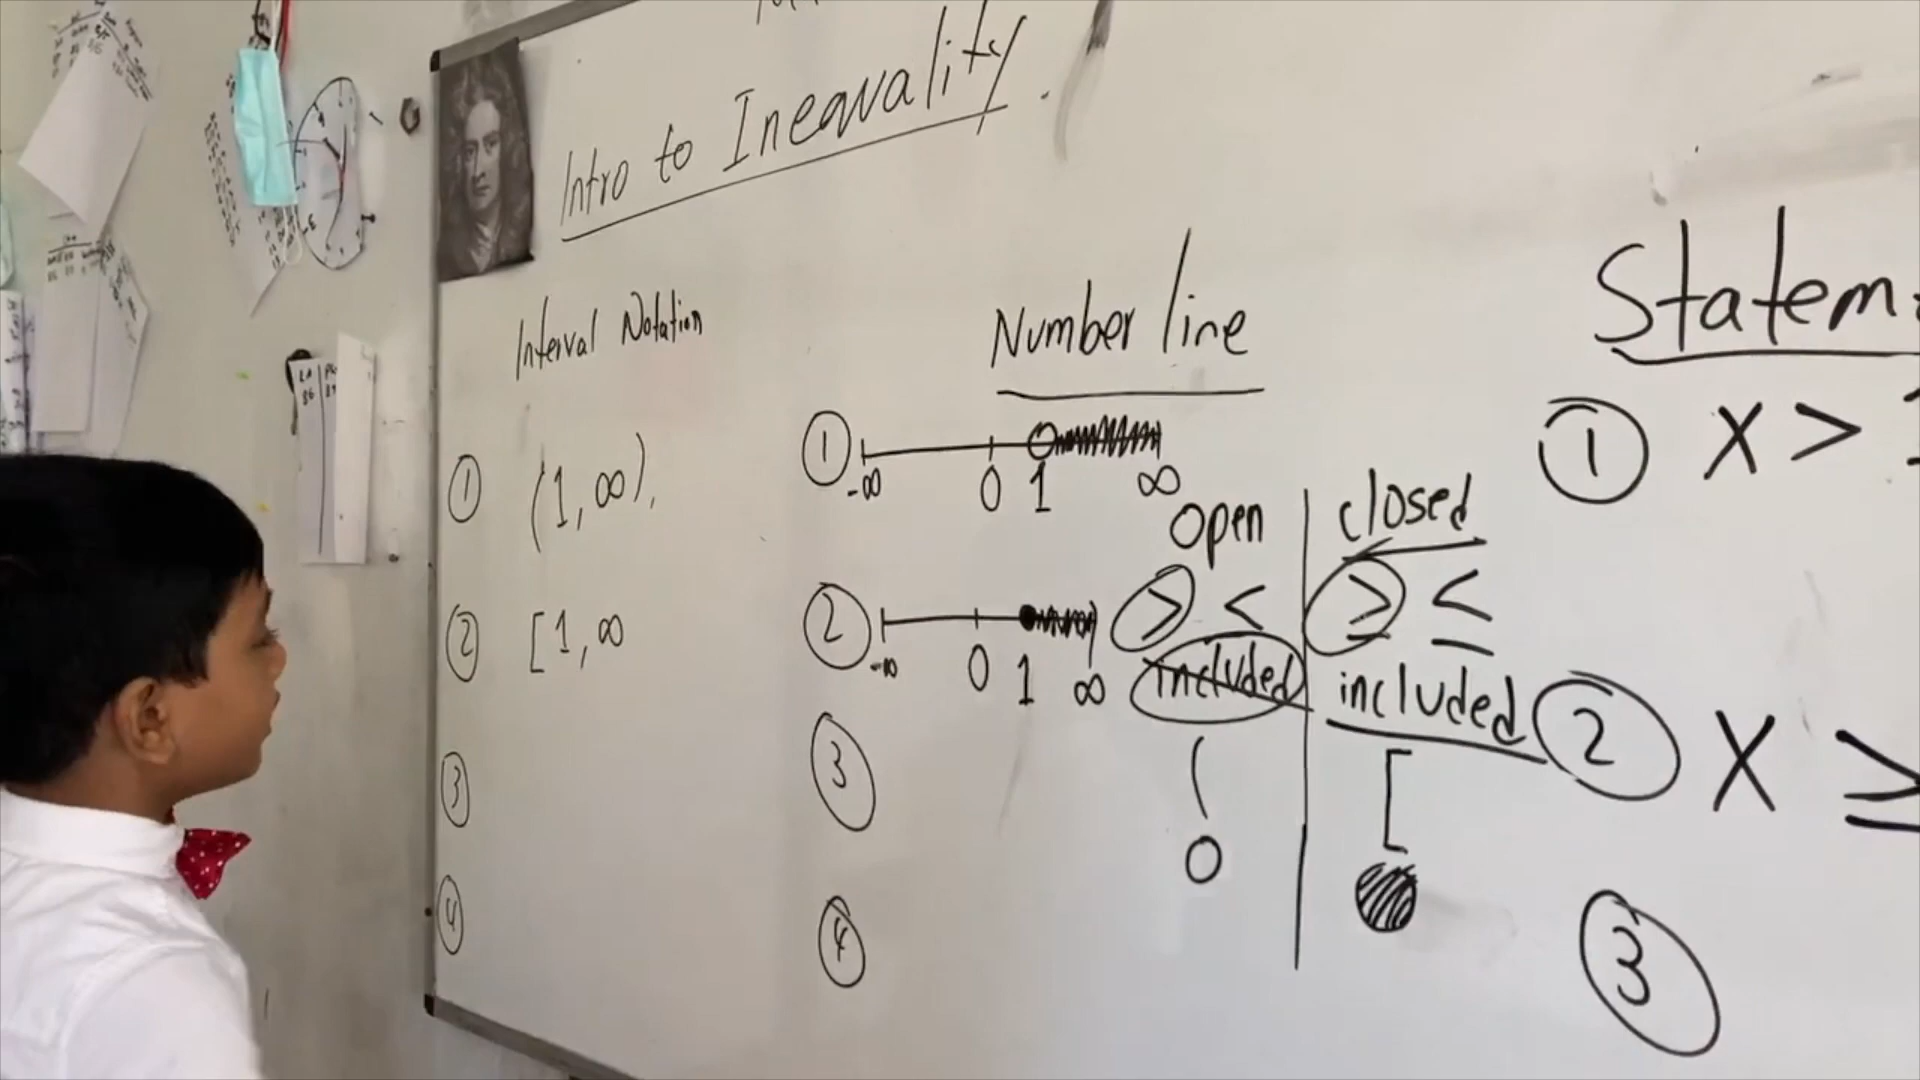 Intro to Inequality.
Interval Notation
① (1, ∞),
② [1, ∞
③
④
Number line
① -∞ 0 1 ∞
② -∞ 0 1 ∞
③
④
open closed
> < ≥ ≤
included included
( [
Statem
① X >
② X ≥
③